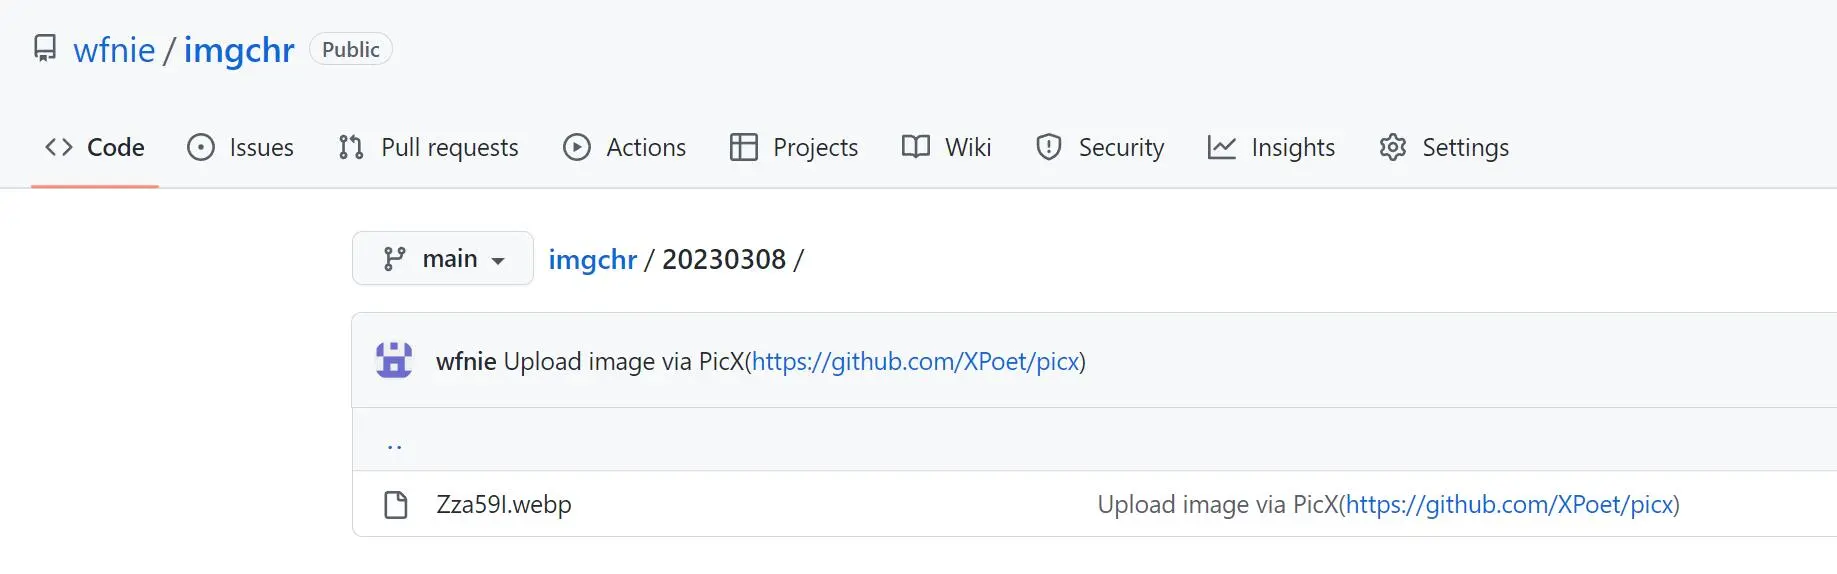 wfnie / imgchr Public
Code Issues Pull requests Actions Projects Wiki Security Insights Settings
main imgchr / 20230308 /
wfnie Upload image via PicX(https://github.com/XPoet/picx)
..
Zza59I.webp Upload image via PicX(https://github.com/XPoet/picx)